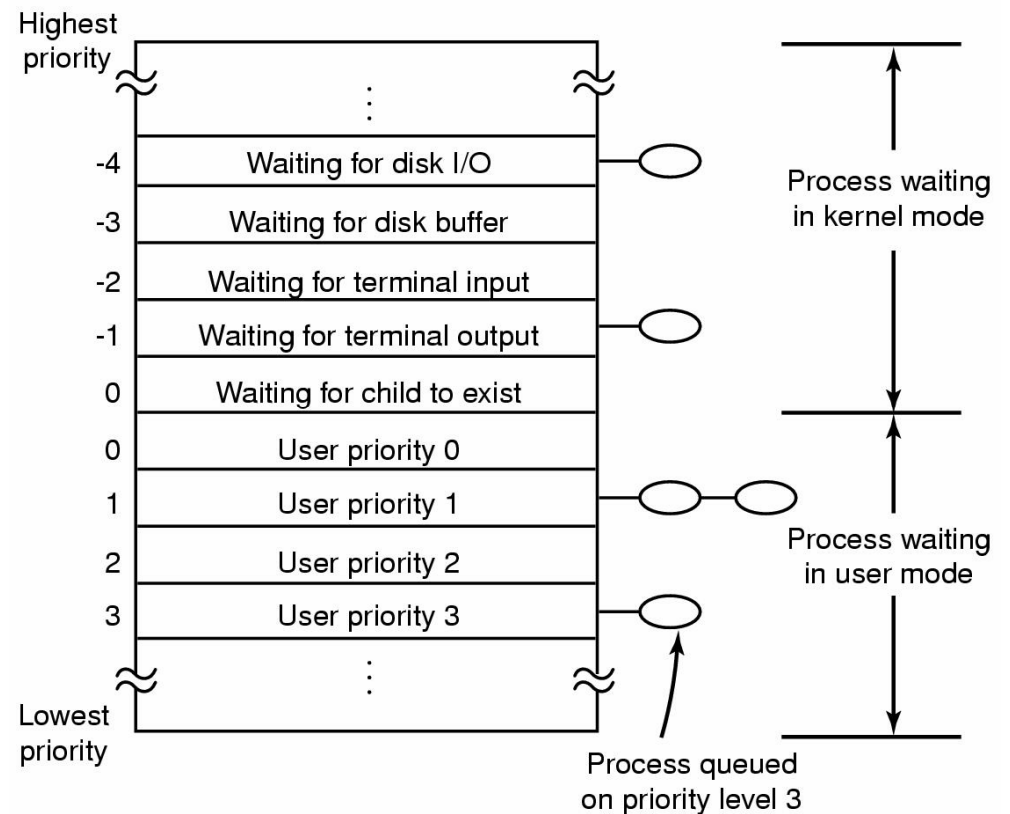 Highest
priority
⋮
-4 Waiting for disk I/O
-3 Waiting for disk buffer
-2 Waiting for terminal input
-1 Waiting for terminal output
0 Waiting for child to exist
0 User priority 0
1 User priority 1
2 User priority 2
3 User priority 3
⋮
Lowest
priority
Process waiting
in kernel mode
Process waiting
in user mode
Process queued
on priority level 3